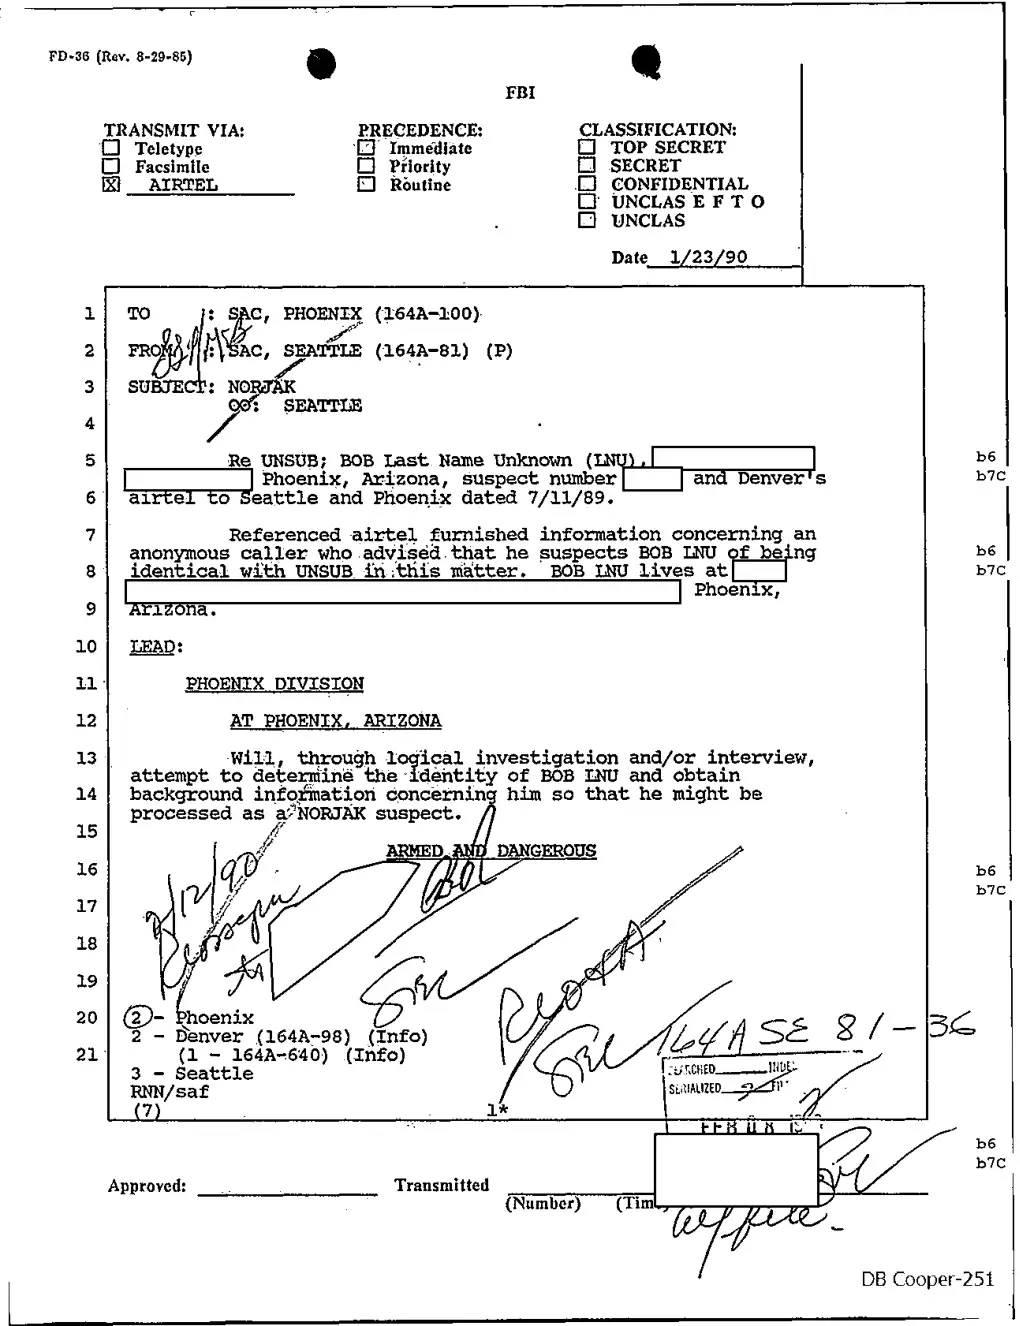 FD-36 (Rev. 8-29-85)
FBI
TRANSMIT VIA:
☐ Teletype
☐ Facsimile
☒ AIRTEL
PRECEDENCE:
☐ Immediate
☐ Priority
☐ Routine
CLASSIFICATION:
☐ TOP SECRET
☐ SECRET
☐ CONFIDENTIAL
☐ UNCLAS E F T O
☐ UNCLAS
Date 1/23/90
1 TO : SAC, PHOENIX (164A-100)
2 FROM : SAC, SEATTLE (164A-81) (P)
3 SUBJECT: NORJAK
OO: SEATTLE
4
5 Re UNSUB; BOB Last Name Unknown (LNU),
Phoenix, Arizona, suspect number and Denver's
6 airtel to Seattle and Phoenix dated 7/11/89.
7 Referenced airtel furnished information concerning an
anonymous caller who advised that he suspects BOB LNU of being
8 identical with UNSUB in this matter. BOB LNU lives at
Phoenix,
9 Arizona.
10 LEAD:
11 PHOENIX DIVISION
12 AT PHOENIX, ARIZONA
13 Will, through logical investigation and/or interview,
attempt to determine the identity of BOB LNU and obtain
14 background information concerning him so that he might be
processed as a NORJAK suspect.
15
ARMED AND DANGEROUS
16
17
18
19
20 2 - Phoenix
2 - Denver (164A-98) (Info)
21 (1 - 164A-640) (Info)
3 - Seattle
RNN/saf
(7)
1*
b6
b7C
b6
b7C
b6
b7C
2/12/90
164A SE 81-36
SEARCHED INDEX
SERIALIZED
b6
b7C
Approved: Transmitted
(Number) (Tim
DB Cooper-251